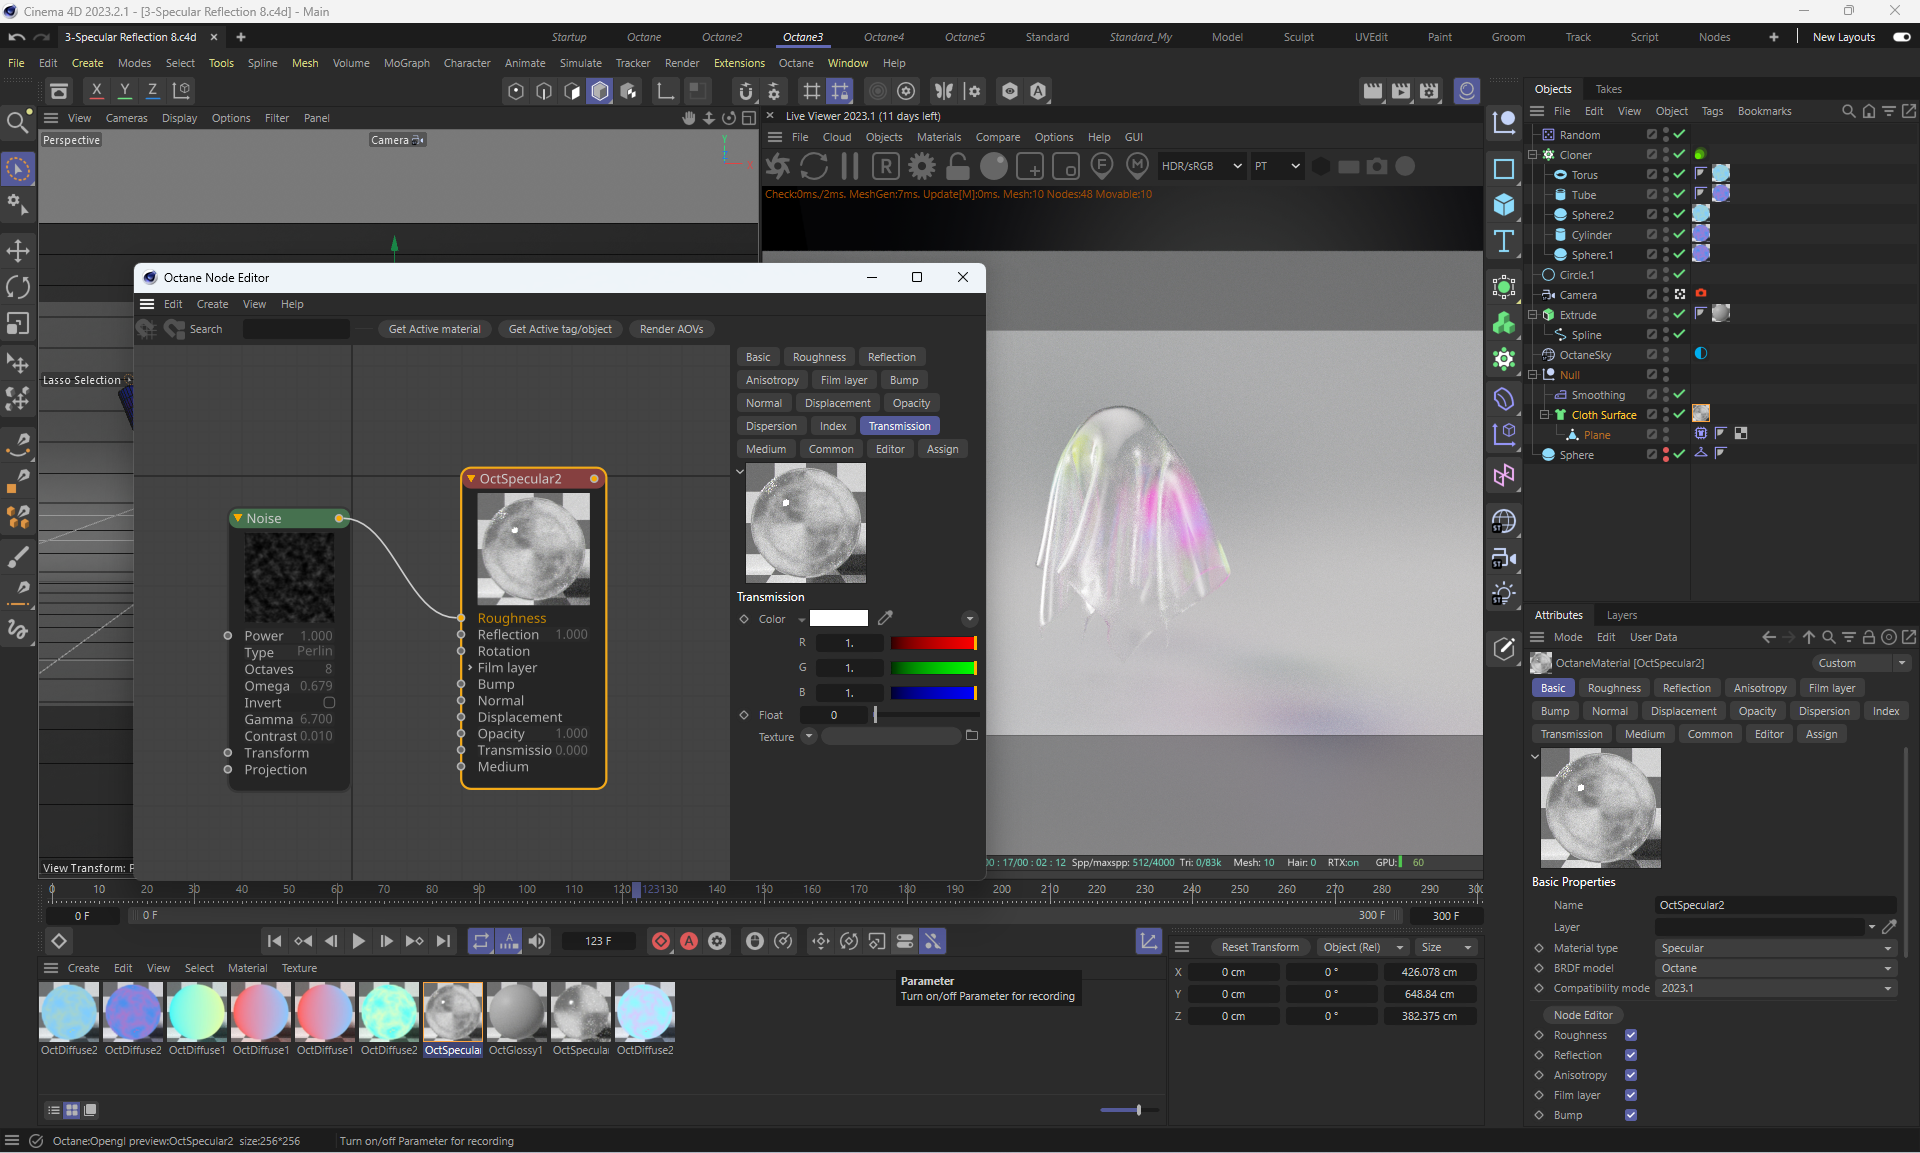 Cinema 4D 2023.2.1 - [3-Specular Reflection 8.c4d] - Main
3-Specular Reflection 8.c4d × +
Startup Octane Octane2 Octane3 Octane4 Octane5 Standard Standard_My Model Sculpt UVEdit Paint Groom Track Script Nodes + New Layouts
File Edit Create Modes Select Tools Spline Mesh Volume MoGraph Character Animate Simulate Tracker Render Extensions Octane Window Help
X Y Z
View Cameras Display Options Filter Panel
Perspective
Camera
Lasso Selection
View Transform: P
Live Viewer 2023.1 (11 days left)
File Cloud Objects Materials Compare Options Help GUI
HDR/sRGB PT
Check:0ms./2ms. MeshGen:7ms. Update[M]:0ms. Mesh:10 Nodes:48 Movable:10
00 : 17/00 : 02 : 12 Spp/maxspp: 512/4000 Tri: 0/83k Mesh: 10 Hair: 0 RTX:on GPU: 60
Octane Node Editor
Edit Create View Help
Search Get Active material Get Active tag/object Render AOVs
Noise
Power 1.000
Type Perlin
Octaves 8
Omega 0.679
Invert
Gamma 6.700
Contrast 0.010
Transform
Projection
OctSpecular2
Roughness
Reflection 1.000
Rotation
Film layer
Bump
Normal
Displacement
Opacity 1.000
Transmissio 0.000
Medium
Basic Roughness Reflection
Anisotropy Film layer Bump
Normal Displacement Opacity
Dispersion Index Transmission
Medium Common Editor Assign
Transmission
Color
R 1.
G 1.
B 1.
Float 0
Texture
Objects Takes
File Edit View Object Tags Bookmarks
Random
Cloner
Torus
Tube
Sphere.2
Cylinder
Sphere.1
Circle.1
Camera
Extrude
Spline
OctaneSky
Null
Smoothing
Cloth Surface
Plane
Sphere
Attributes Layers
Mode Edit User Data
OctaneMaterial [OctSpecular2] Custom
Basic Roughness Reflection Anisotropy Film layer
Bump Normal Displacement Opacity Dispersion Index
Transmission Medium Common Editor Assign
Basic Properties
Name OctSpecular2
Layer
Material type Specular
BRDF model Octane
Compatibility mode 2023.1
Node Editor
Roughness
Reflection
Anisotropy
Film layer
Bump
0 10 20 30 40 50 60 70 80 90 100 110 120 123 130 140 150 160 170 180 190 200 210 220 230 240 250 260 270 280 290 300
0 F 0 F 300 F 300 F
123 F
Create Edit View Select Material Texture
OctDiffuse2 OctDiffuse2 OctDiffuse1 OctDiffuse1 OctDiffuse1 OctDiffuse2 OctSpecular OctGlossy1 OctSpecular OctDiffuse2
Parameter
Turn on/off Parameter for recording
Reset Transform Object (Rel) Size
X 0 cm 0 ° 426.078 cm
Y 0 cm 0 ° 648.84 cm
Z 0 cm 0 ° 382.375 cm
Octane:Opengl preview:OctSpecular2 size:256*256 Turn on/off Parameter for recording